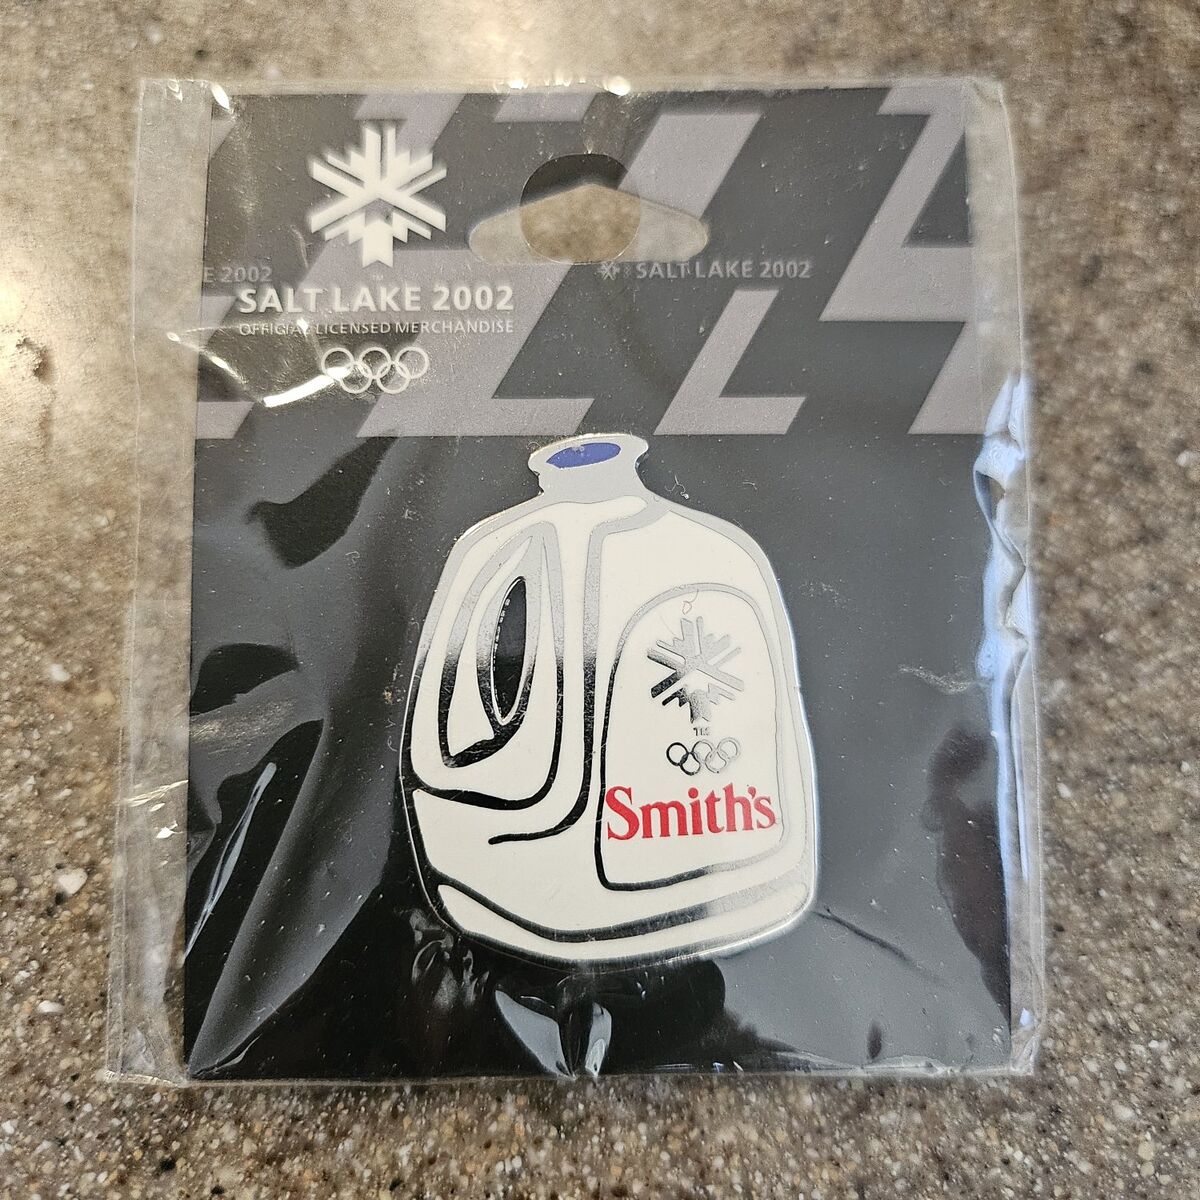 E 2002
SALT LAKE 2002
SALT LAKE 2002
OFFICIAL LICENSED MERCHANDISE
TM
Smith's